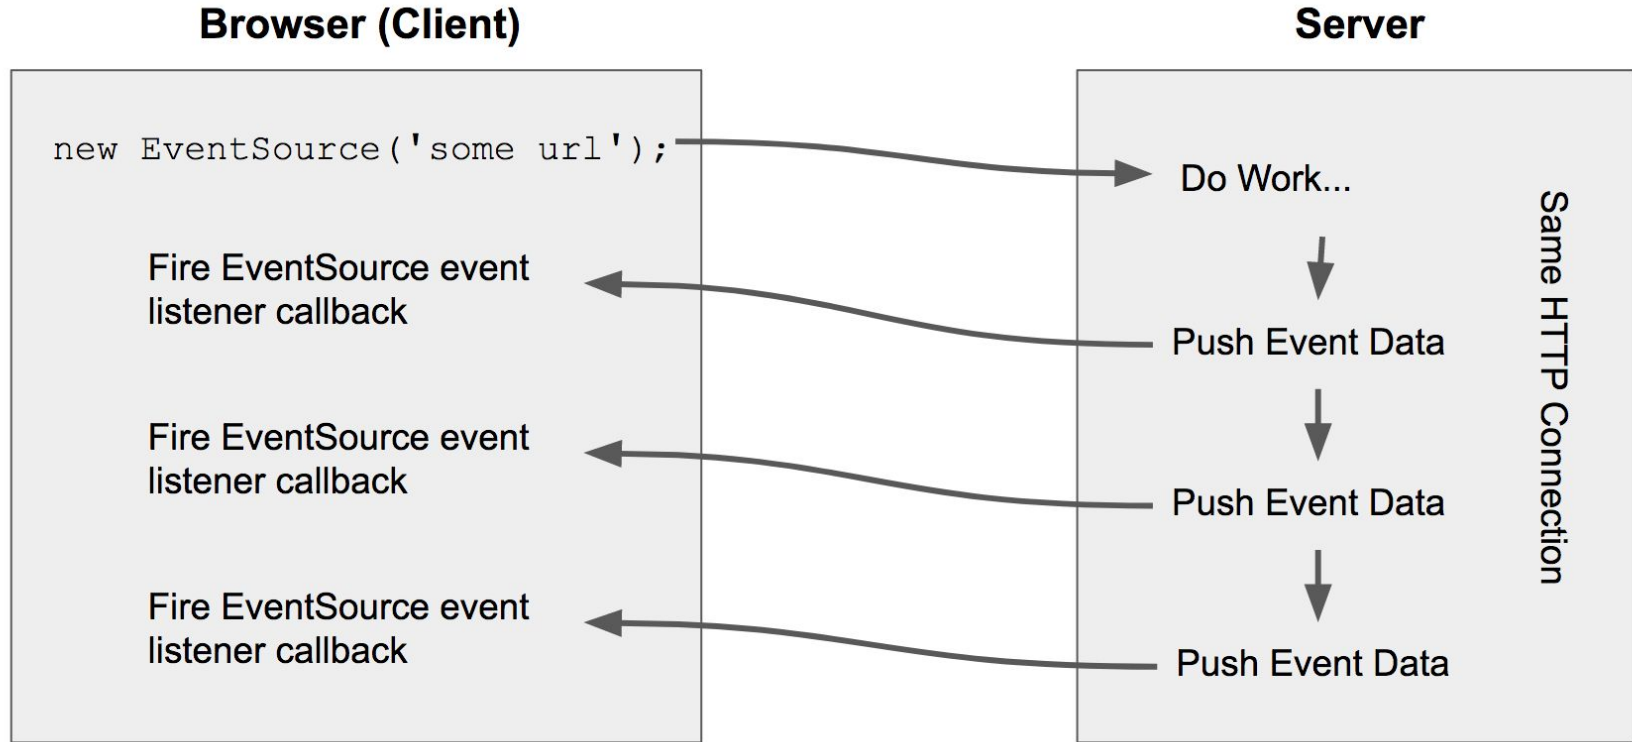 Browser (Client)
Server
new EventSource('some url');
Do Work...
Fire EventSource event
listener callback
Push Event Data
Fire EventSource event
listener callback
Push Event Data
Fire EventSource event
listener callback
Push Event Data
Same HTTP Connection